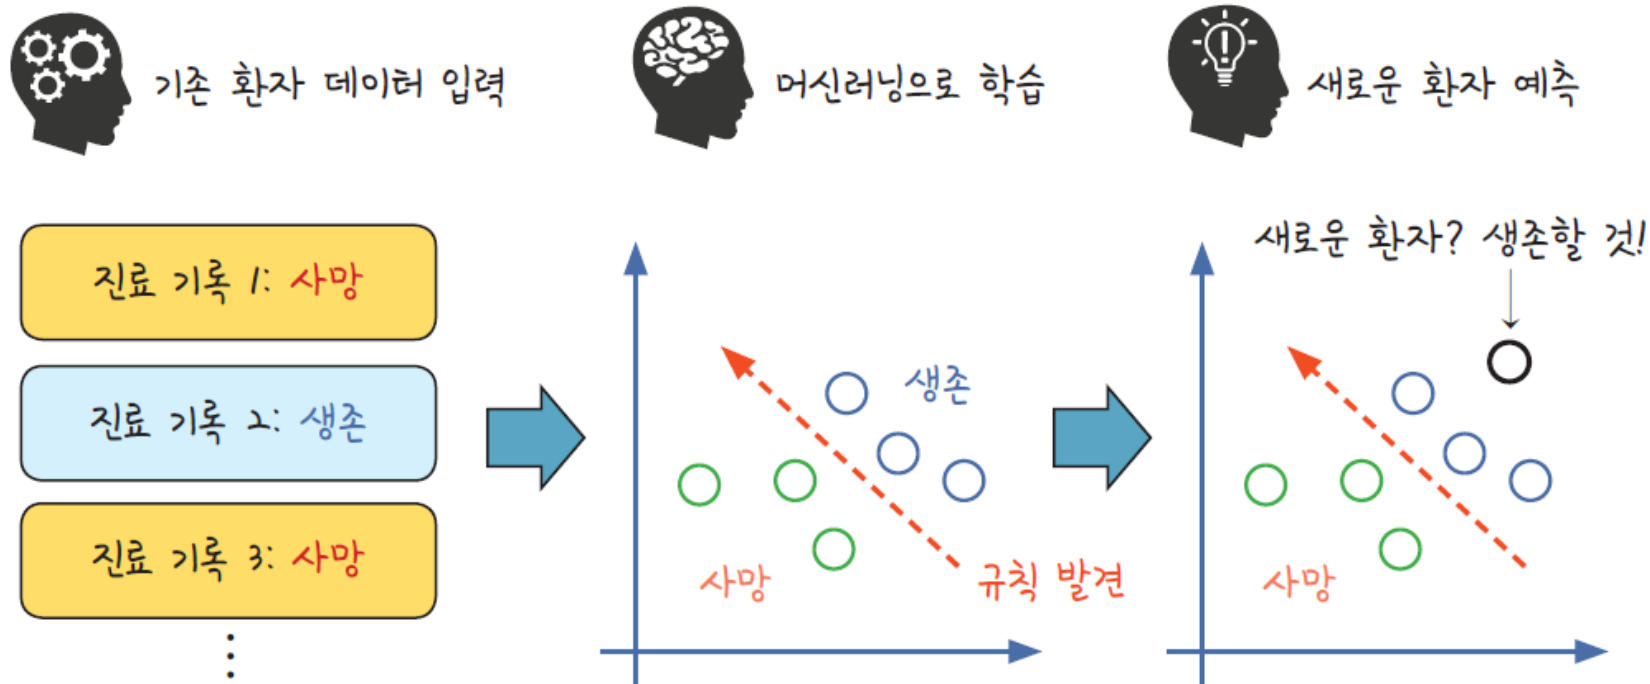 기존 환자 데이터 입력
머신러닝으로 학습
새로운 환자 예측
진료 기록 1: 사망
진료 기록 2: 생존
진료 기록 3: 사망
생존
사망
규칙 발견
새로운 환자? 생존할 것!
사망